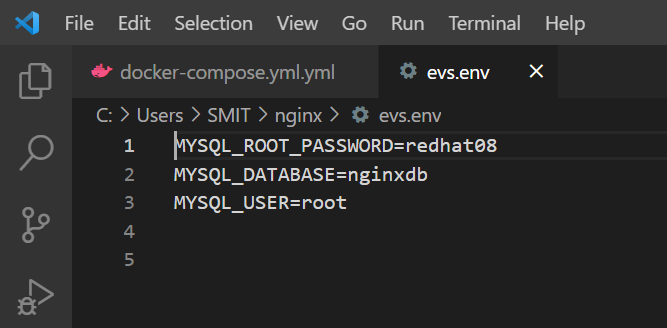 File Edit Selection View Go Run Terminal Help
docker-compose.yml.yml evs.env
C: > Users > SMIT > nginx > evs.env
1 MYSQL_ROOT_PASSWORD=redhat08
2 MYSQL_DATABASE=nginxdb
3 MYSQL_USER=root
4
5